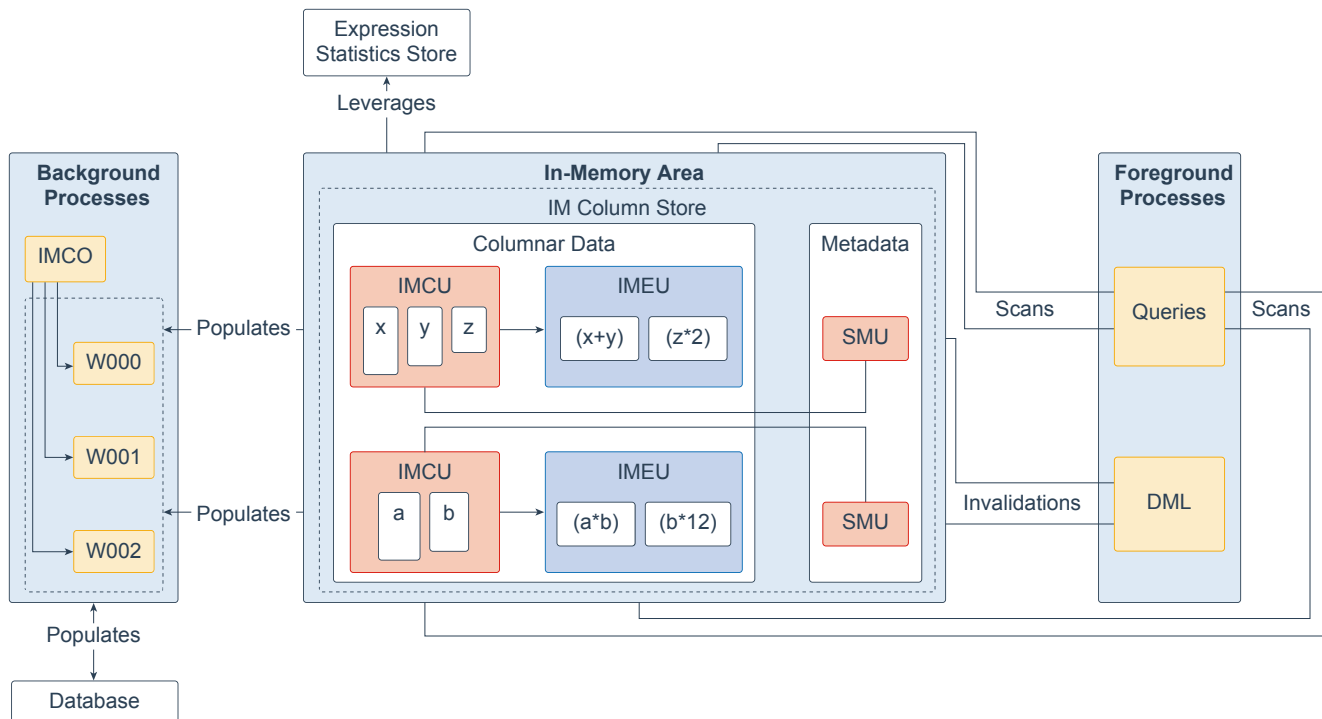 Expression
Statistics Store
Leverages
Background
Processes
IMCO
W000
W001
W002
Populates
Database
Populates
Populates
In-Memory Area
IM Column Store
Columnar Data
IMCU
x
y
z
IMEU
(x+y)
(z*2)
IMCU
a
b
IMEU
(a*b)
(b*12)
Metadata
SMU
SMU
Scans
Invalidations
Foreground
Processes
Queries
DML
Scans